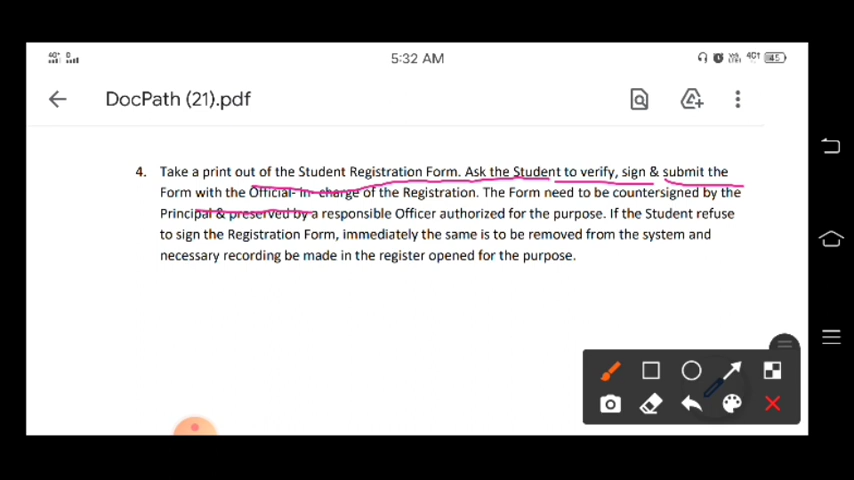 5:32 AM
45
DocPath (21).pdf
4. Take a print out of the Student Registration Form. Ask the Student to verify, sign & submit the
Form with the Official- in-charge of the Registration. The Form need to be countersigned by the
Principal & preserved by a responsible Officer authorized for the purpose. If the Student refuse
to sign the Registration Form, immediately the same is to be removed from the system and
necessary recording be made in the register opened for the purpose.